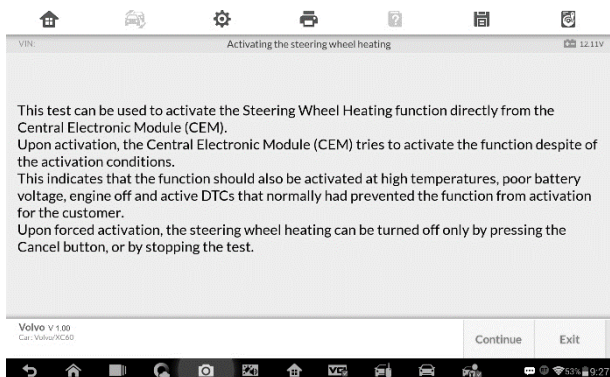 VIN: Activating the steering wheel heating 12.11V
This test can be used to activate the Steering Wheel Heating function directly from the
Central Electronic Module (CEM).
Upon activation, the Central Electronic Module (CEM) tries to activate the function despite of
the activation conditions.
This indicates that the function should also be activated at high temperatures, poor battery
voltage, engine off and active DTCs that normally had prevented the function from activation
for the customer.
Upon forced activation, the steering wheel heating can be turned off only by pressing the
Cancel button, or by stopping the test.
Volvo V 1.00
Car: Volvo/XC60
Continue Exit
53% 9:27